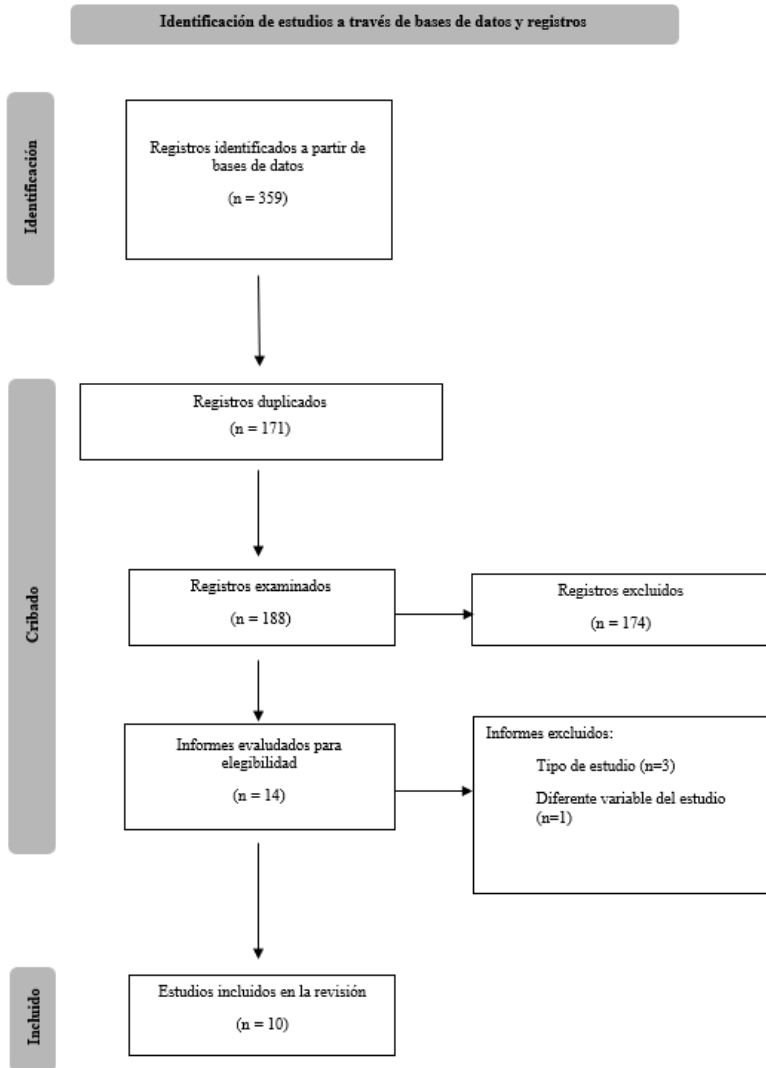 Identificación de estudios a través de bases de datos y registros
Identificación
Registros identificados a partir de
bases de datos
(n = 359)
Cribado
Registros duplicados
(n = 171)
Registros examinados
(n = 188)
Registros excluidos
(n = 174)
Informes evaludados para
elegibilidad
(n = 14)
Informes excluidos:
Tipo de estudio (n=3)
Diferente variable del estudio
(n=1)
Incluido
Estudios incluidos en la revisión
(n = 10)